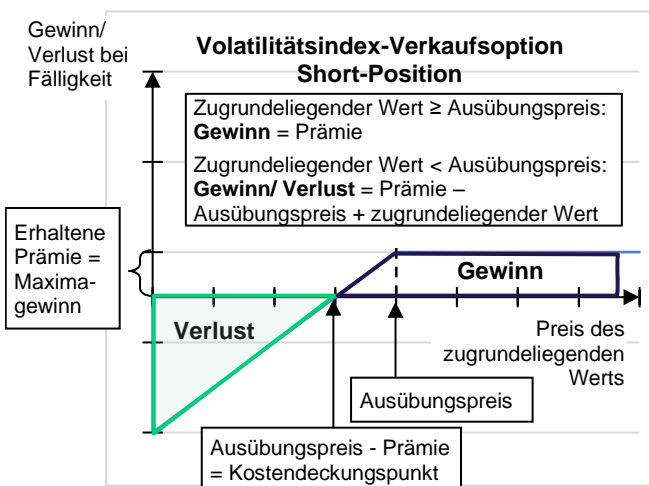 Gewinn/
Verlust bei
Fälligkeit
Volatilitätsindex-Verkaufsoption
Short-Position
Zugrundeliegender Wert ≥ Ausübungspreis:
Gewinn = Prämie
Zugrundeliegender Wert < Ausübungspreis:
Gewinn/ Verlust = Prämie –
Ausübungspreis + zugrundeliegender Wert
Erhaltene
Prämie =
Maxima-
gewinn
Gewinn
Verlust
Preis des
zugrundeliegenden
Werts
Ausübungspreis
Ausübungspreis - Prämie
= Kostendeckungspunkt